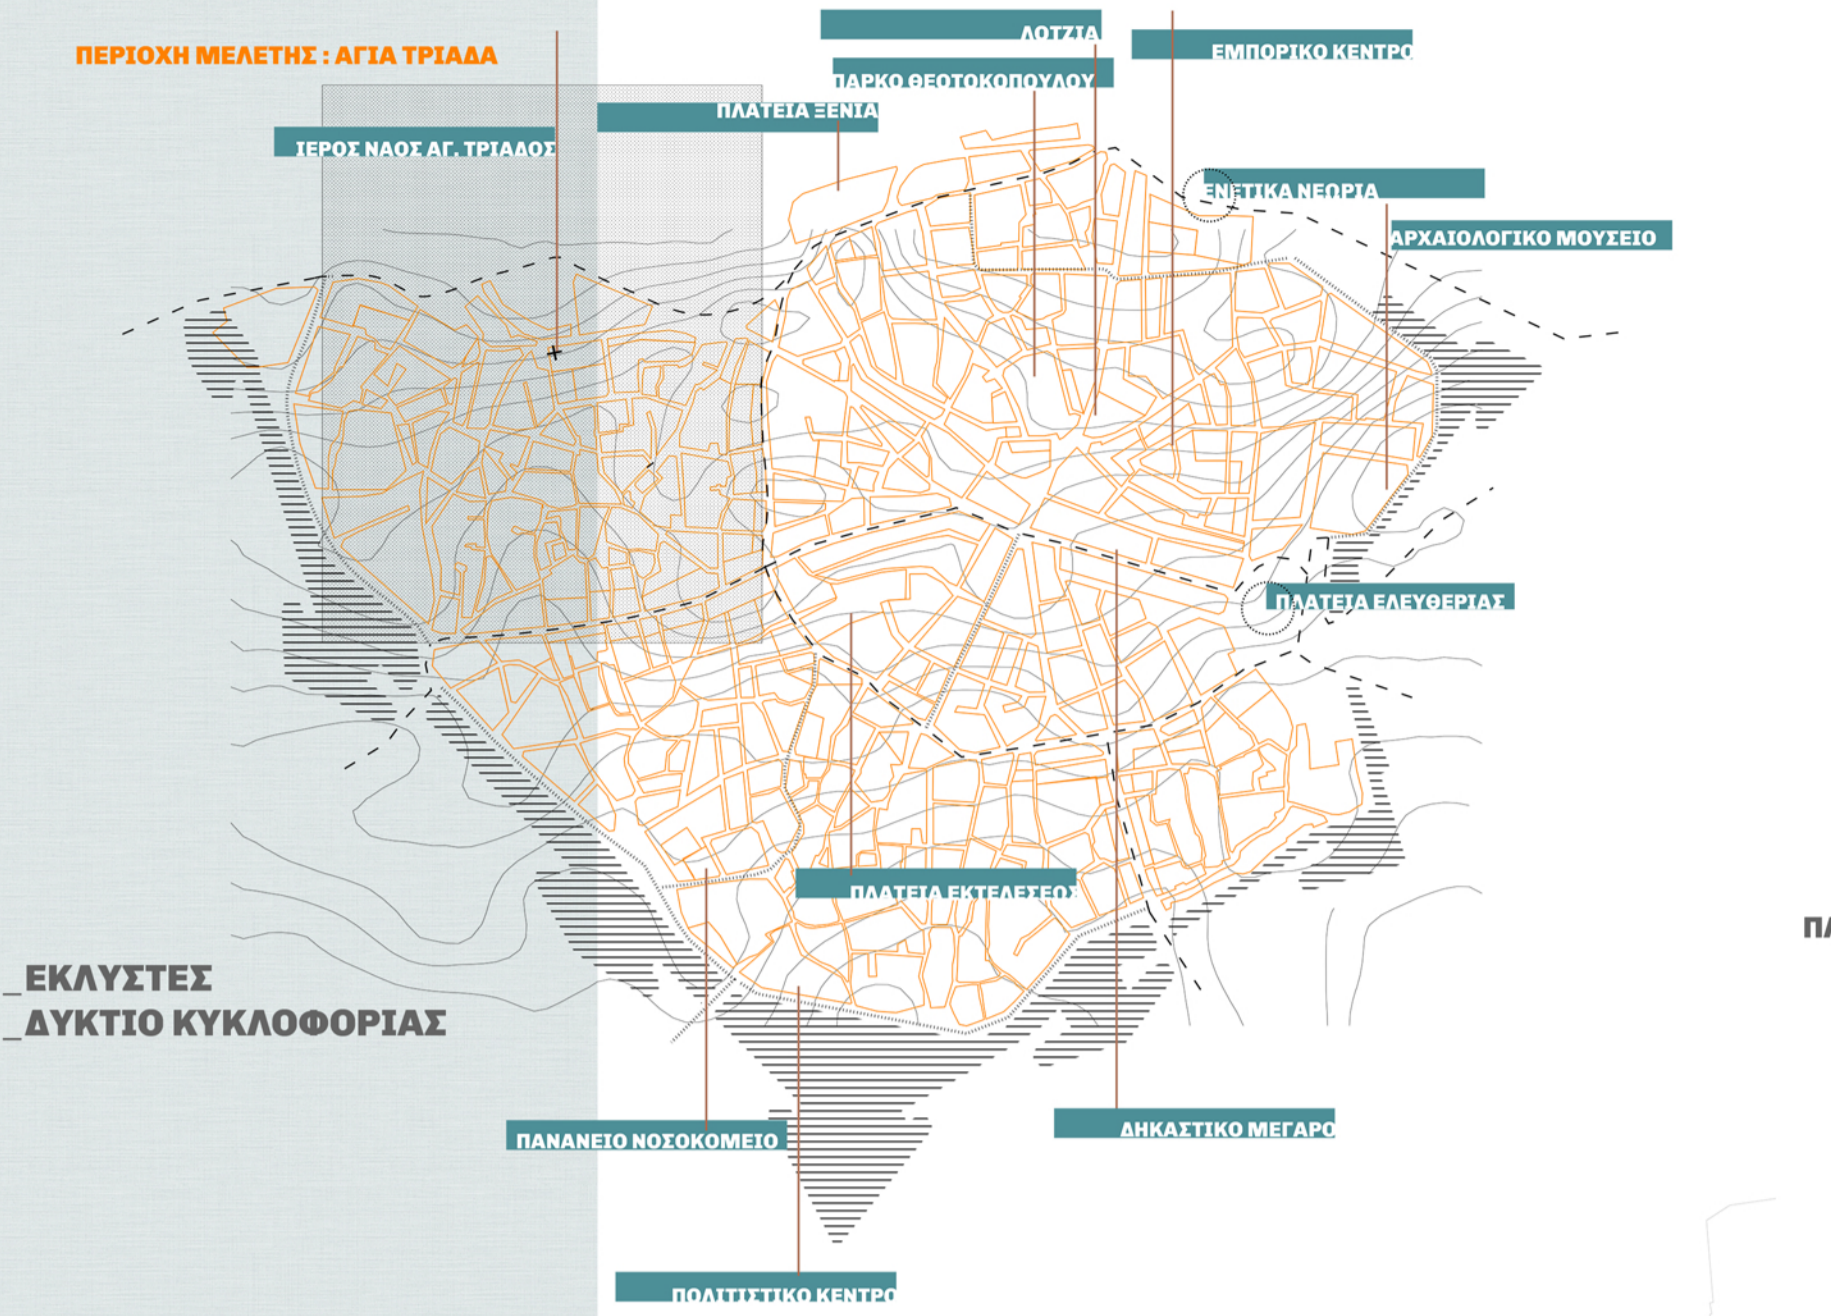 ΛΟΤΖΙΑ
ΕΜΠΟΡΙΚΟ ΚΕΝΤΡΟ
ΠΕΡΙΟΧΗ ΜΕΛΕΤΗΣ : ΑΓΙΑ ΤΡΙΑΔΑ
ΠΑΡΚΟ ΘΕΟΤΟΚΟΠΟΥΛΟΥ
ΠΛΑΤΕΙΑ ΞΕΝΙΑ
ΙΕΡΟΣ ΝΑΟΣ ΑΓ. ΤΡΙΑΔΟΣ
ΕΝΕΤΙΚΑ ΝΕΩΡΙΑ
ΑΡΧΑΙΟΛΟΓΙΚΟ ΜΟΥΣΕΙΟ
ΠΛΑΤΕΙΑ ΕΛΕΥΘΕΡΙΑΣ
ΠΛΑΤΕΙΑ ΕΚΤΕΛΕΣΕΩΣ
_ΕΚΛΥΣΤΕΣ
_ΔΥΚΤΙΟ ΚΥΚΛΟΦΟΡΙΑΣ
ΠΑΝΑΝΕΙΟ ΝΟΣΟΚΟΜΕΙΟ
ΔΗΚΑΣΤΙΚΟ ΜΕΓΑΡΟ
ΠΟΛΙΤΙΣΤΙΚΟ ΚΕΝΤΡΟ